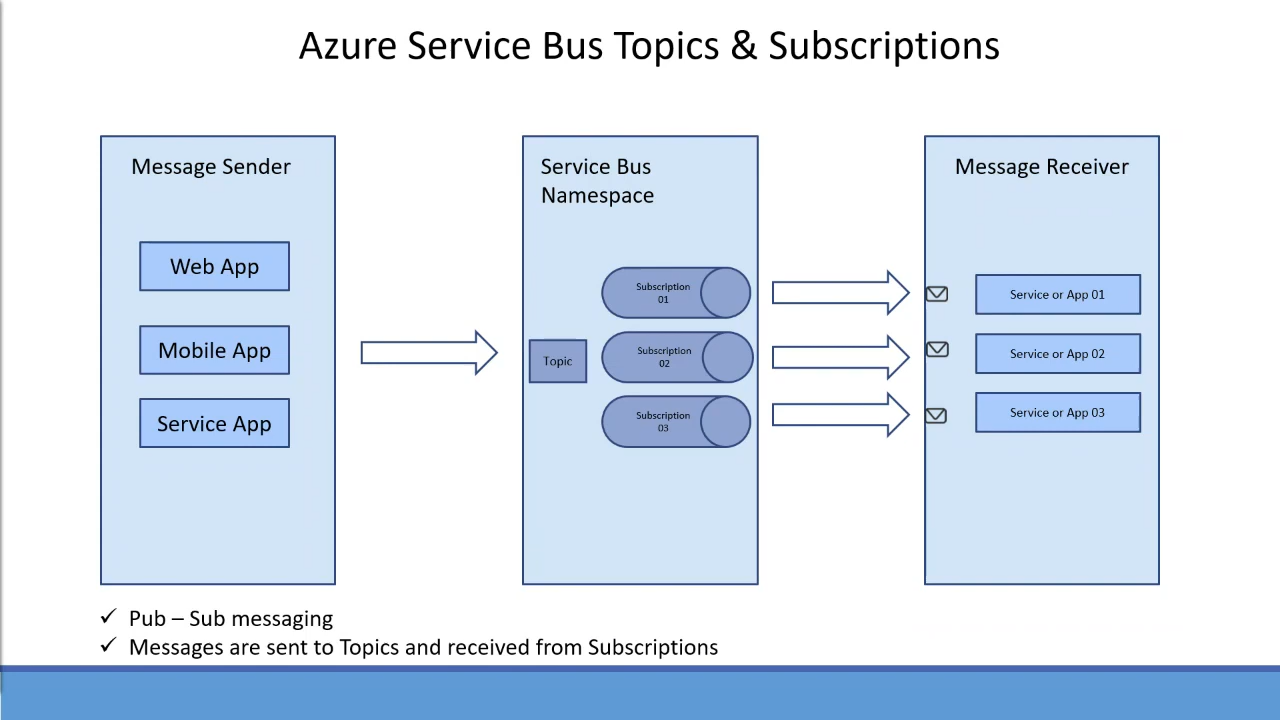 Azure Service Bus Topics & Subscriptions
Message Sender
Web App
Mobile App
Service App
Service Bus
Namespace
Topic
Subscription
01
Subscription
02
Subscription
03
Message Receiver
Service or App 01
Service or App 02
Service or App 03
✓ Pub – Sub messaging
✓ Messages are sent to Topics and received from Subscriptions